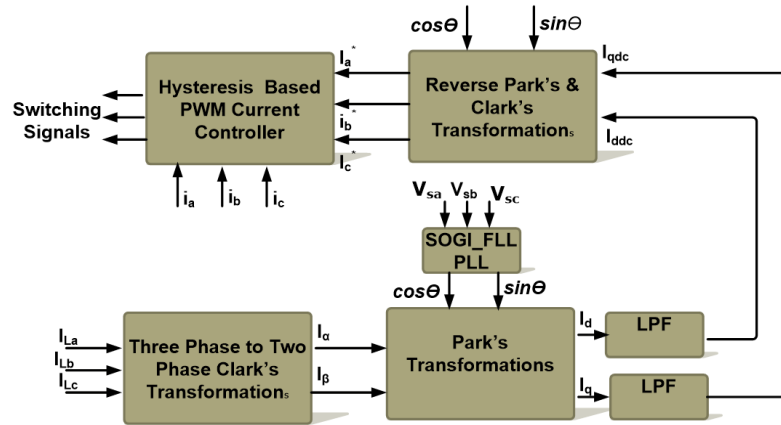 cosΘ sinΘ
Ia* Iqdc
Hysteresis Based
PWM Current
Controller
Reverse Park's &
Clark's
Transformations
Switching
Signals
ib*
Ic*
Iddc
ia ib ic
Vsa Vsb Vsc
SOGI_FLL
PLL
cosΘ sinΘ
ILa
ILb
ILc
Three Phase to Two
Phase Clark's
Transformations
Iα
Iβ
Park's
Transformations
Id
LPF
Iq
LPF